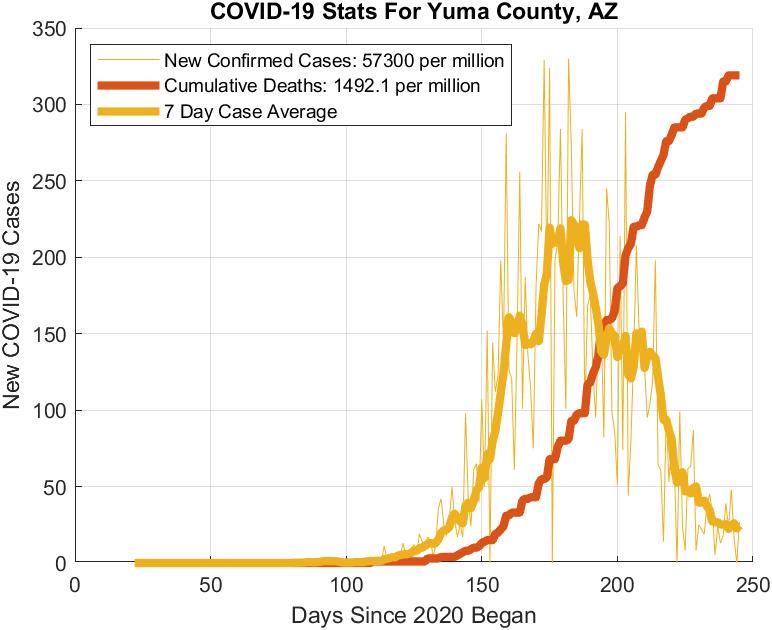 COVID-19 Stats For Yuma County, AZ
350
300
250
200
150
100
50
0
New COVID-19 Cases
New Confirmed Cases: 57300 per million
Cumulative Deaths: 1492.1 per million
7 Day Case Average
0 50 100 150 200 250
Days Since 2020 Began